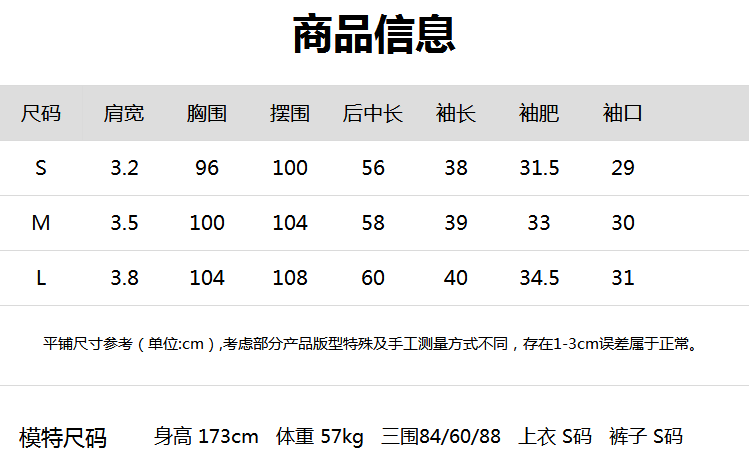 商品信息
尺码 肩宽 胸围 摆围 后中长 袖长 袖肥 袖口
S 3.2 96 100 56 38 31.5 29
M 3.5 100 104 58 39 33 30
L 3.8 104 108 60 40 34.5 31
平铺尺寸参考（单位:cm）,考虑部分产品版型特殊及手工测量方式不同，存在1-3cm误差属于正常。
模特尺码 身高 173cm 体重 57kg 三围84/60/88 上衣 S码 裤子 S码